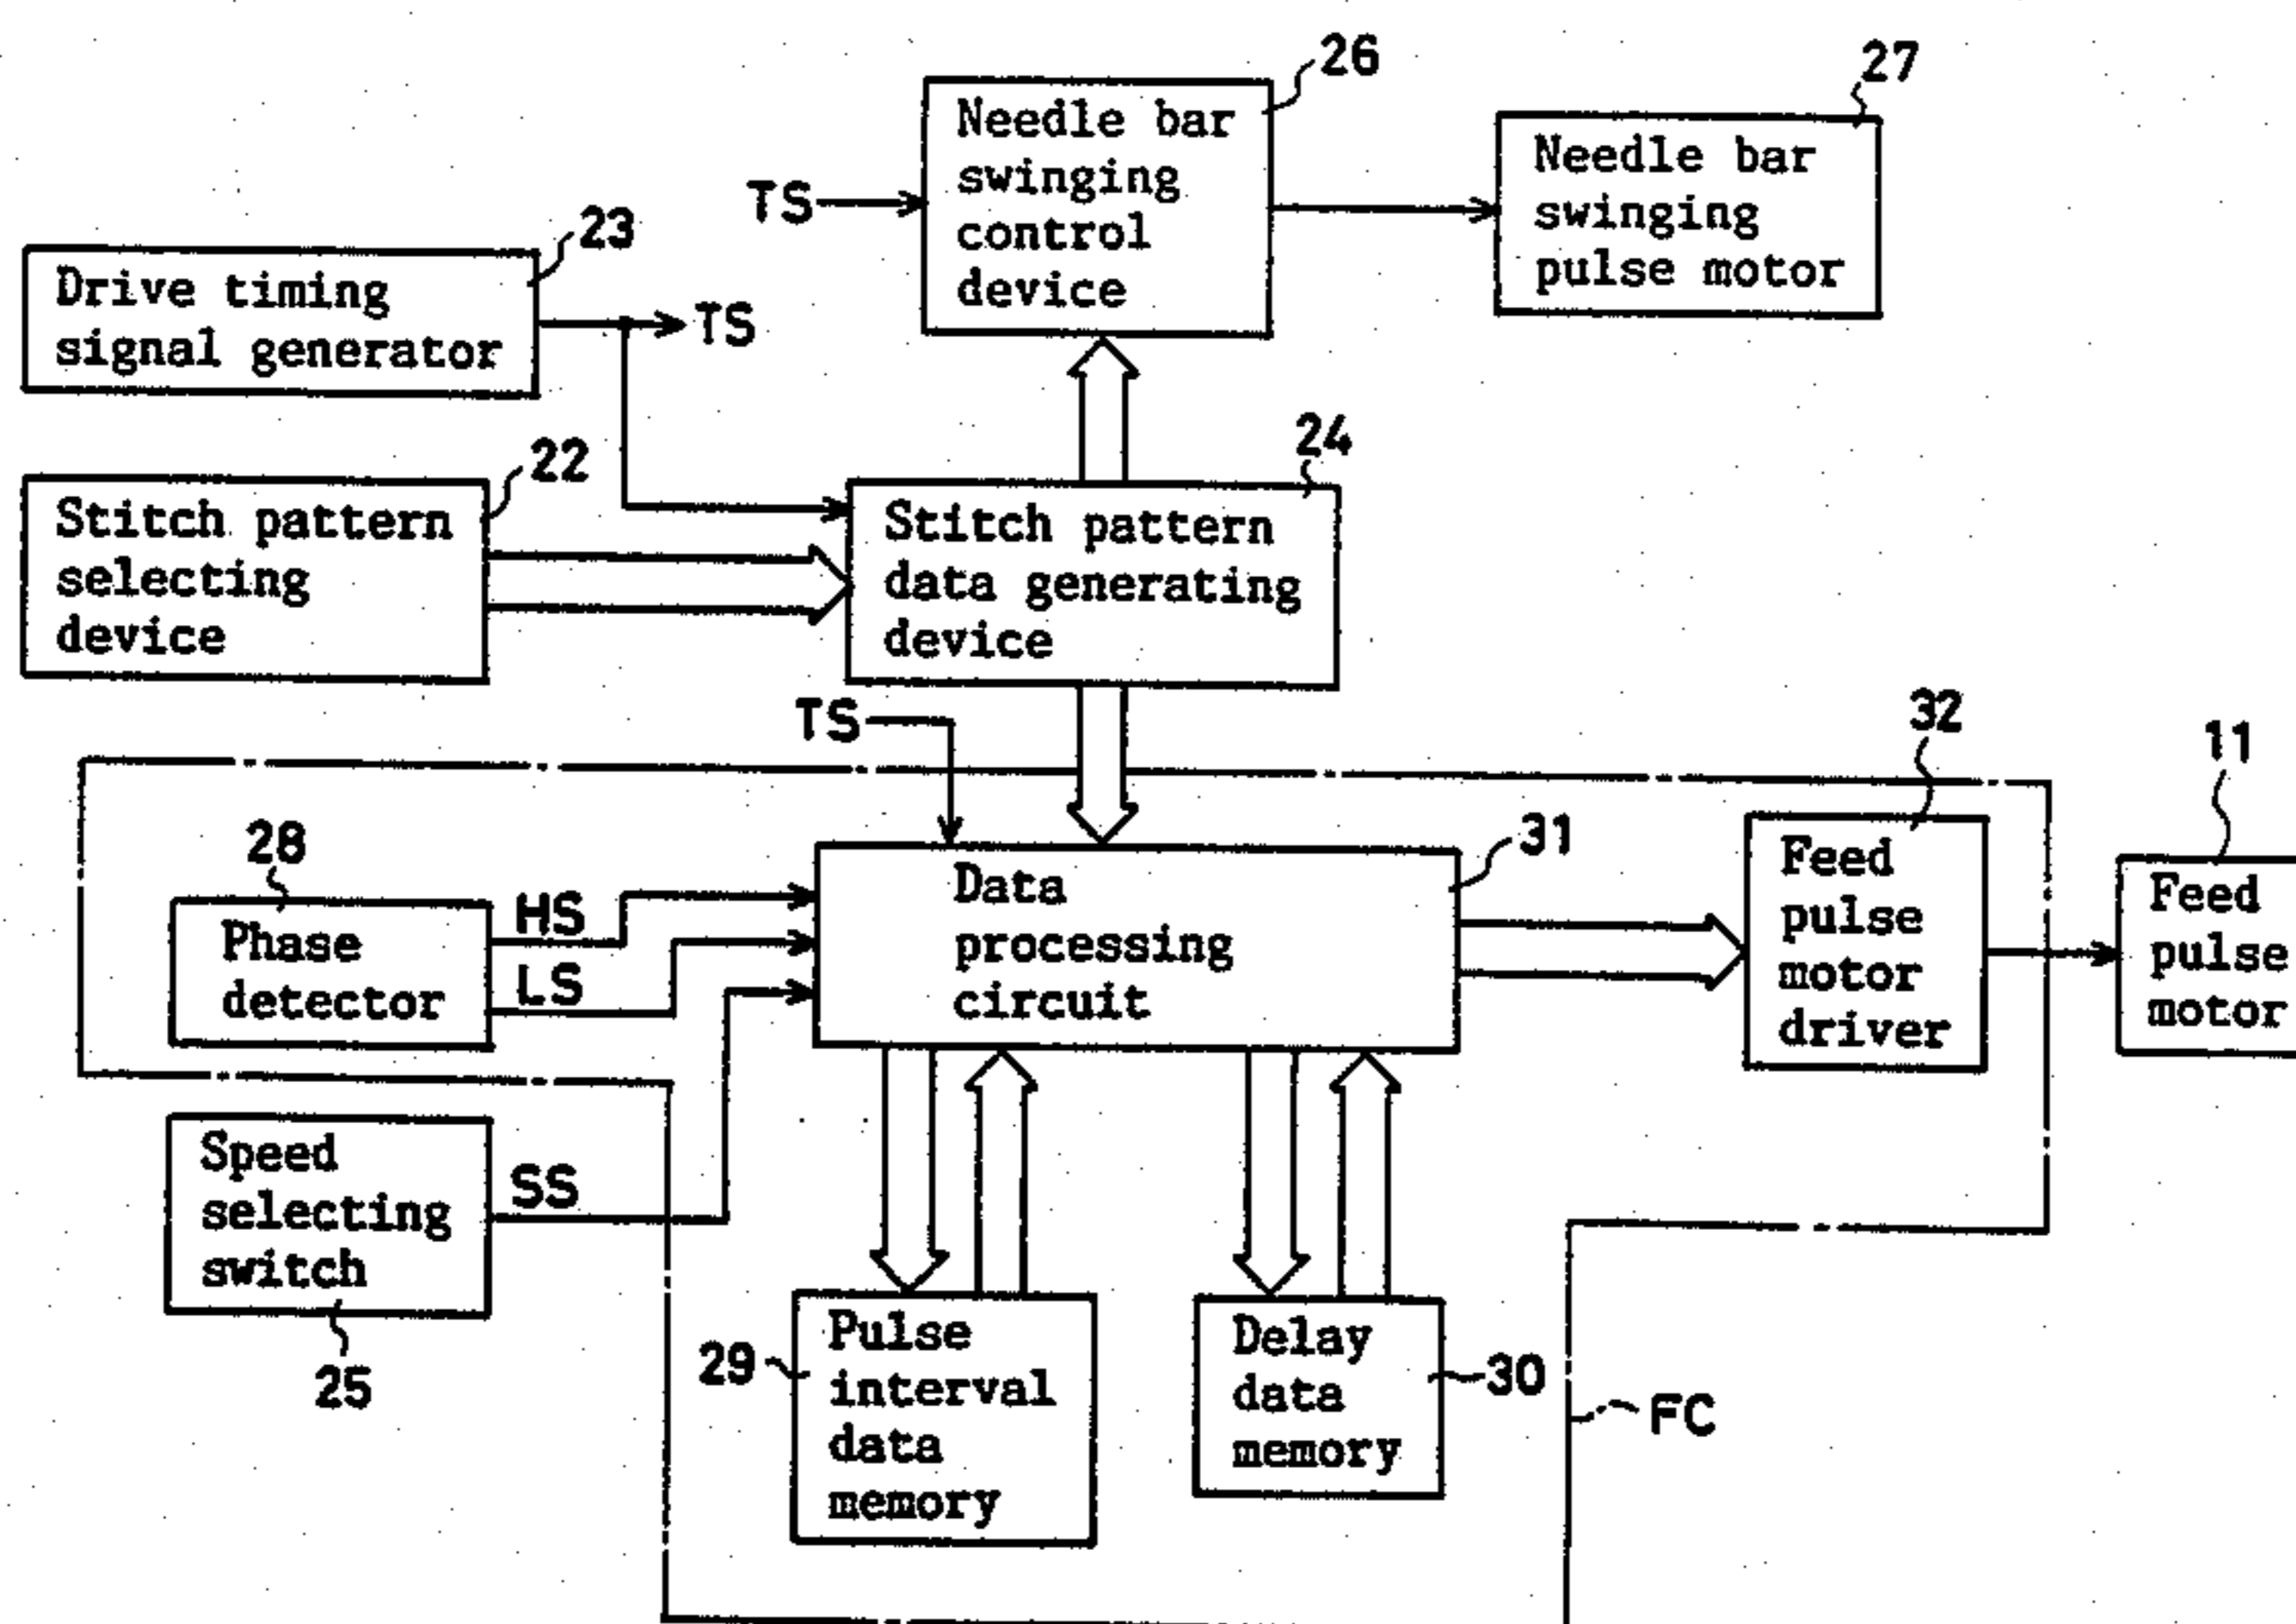 26
27
Needle bar
swinging
control
device
Needle bar
swinging
pulse motor
TS
23
Drive timing
signal generator
TS
22
24
Stitch pattern
selecting
device
Stitch pattern
data generating
device
TS
32
11
28
31
Phase
detector
HS
LS
Data
processing
circuit
Feed
pulse
motor
driver
Feed
pulse
motor
Speed
selecting
switch
SS
25
29
Pulse
interval
data
memory
Delay
data
memory
30
FC